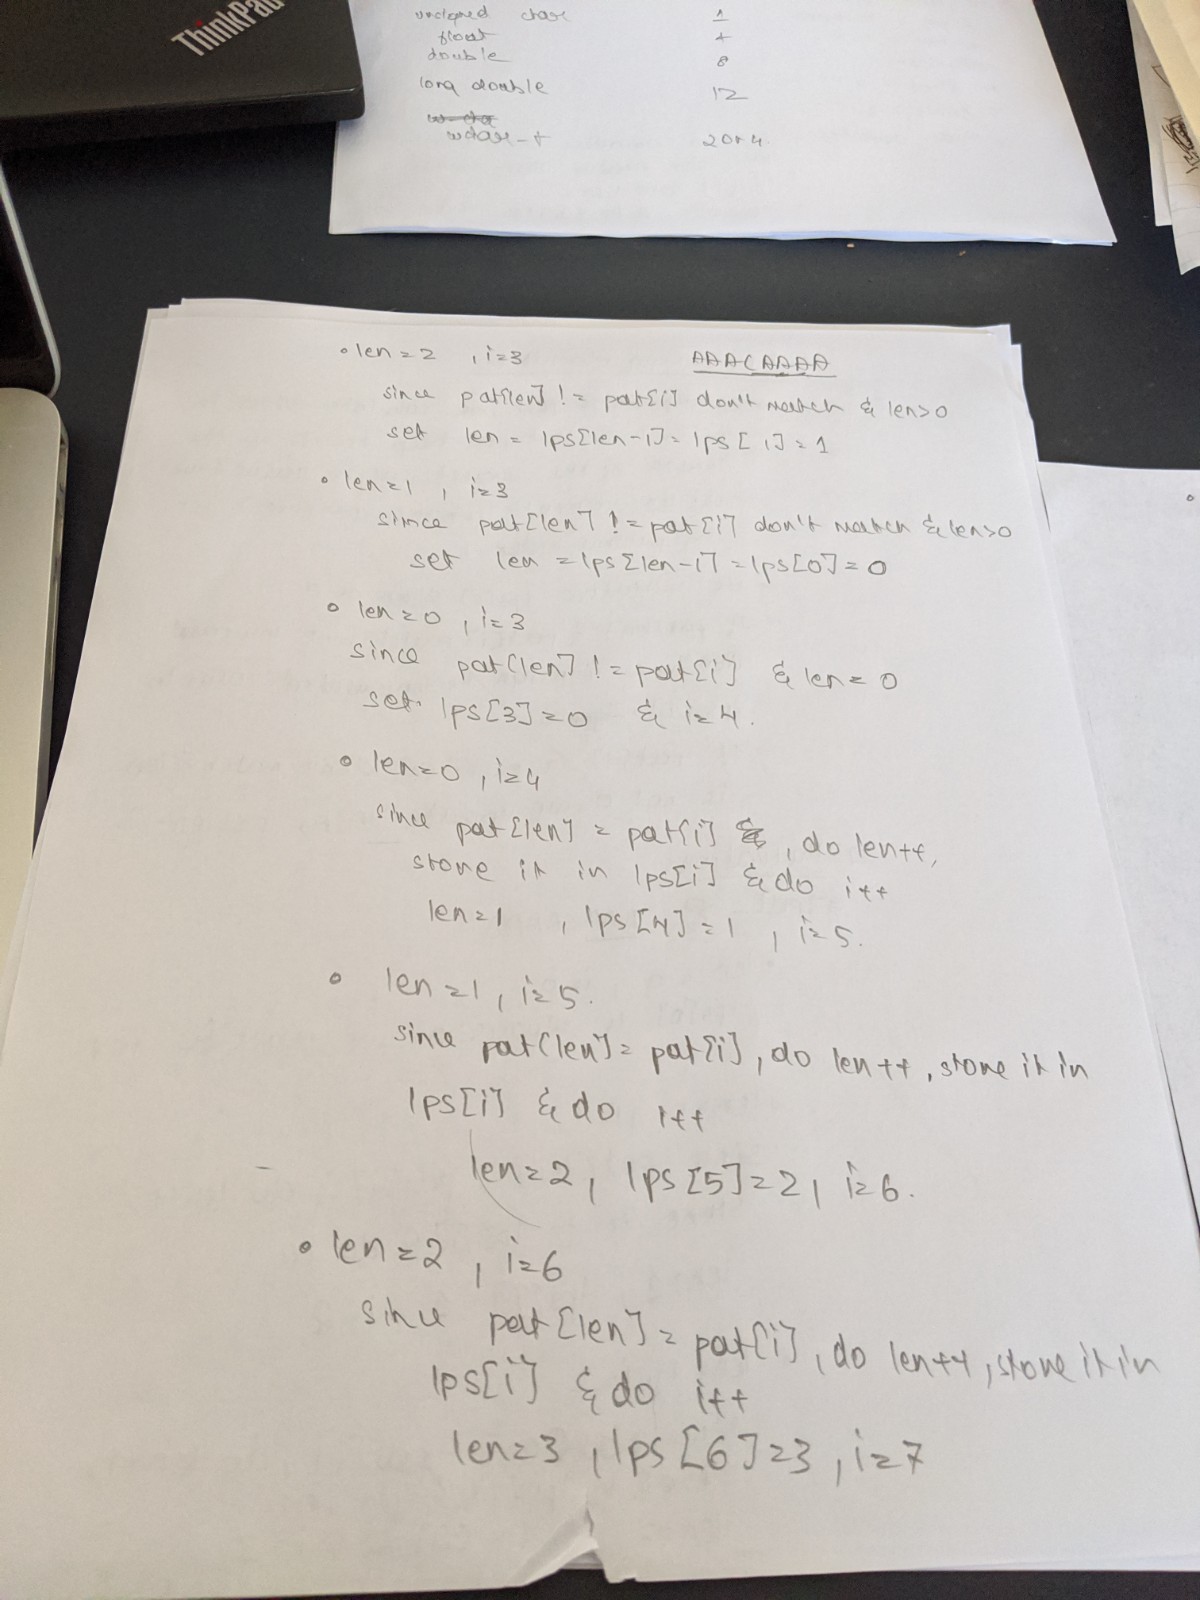 ThinkPad
unsigned char 1
float 4
double 8
long double 12
wchar-t 2 or 4.
• len = 2 , i=3 AAACAAAA
since pat[len] != pat[i] don't match & len>0
set len = lps[len-1] = lps[1] = 1
• len=1 , i=3
since pat[len] != pat[i] don't match & len>0
set len = lps[len-1] = lps[0] = 0
• len=0 , i=3
since pat[len] != pat[i] & len = 0
set lps[3]=0 & i=4.
• len=0 , i=4
since pat[len] = pat[i] , do len++,
store it in lps[i] & do i++
len=1 , lps[4]=1 , i=5.
• len=1, i=5.
since pat[len] = pat[i], do len++, store it in
lps[i] & do i++
len=2, lps[5]=2, i=6.
• len=2 , i=6
since pat[len] = pat[i], do len++, store it in
lps[i] & do i++
len=3 , lps[6]=3, i=7